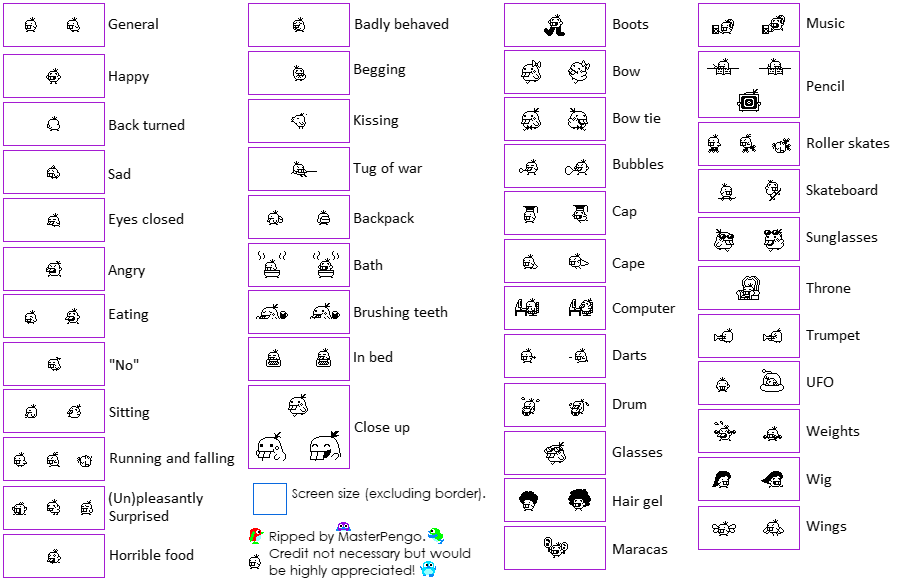 General
Happy
Back turned
Sad
Eyes closed
Angry
Eating
"No"
Sitting
Running and falling
(Un)pleasantly
Surprised
Horrible food
Badly behaved
Begging
Kissing
Tug of war
Backpack
Bath
Brushing teeth
In bed
Close up
Screen size (excluding border).
Ripped by MasterPengo.
Credit not necessary but would
be highly appreciated!
Boots
Bow
Bow tie
Bubbles
Cap
Cape
Computer
Darts
Drum
Glasses
Hair gel
Maracas
Music
Pencil
Roller skates
Skateboard
Sunglasses
Throne
Trumpet
UFO
Weights
Wig
Wings